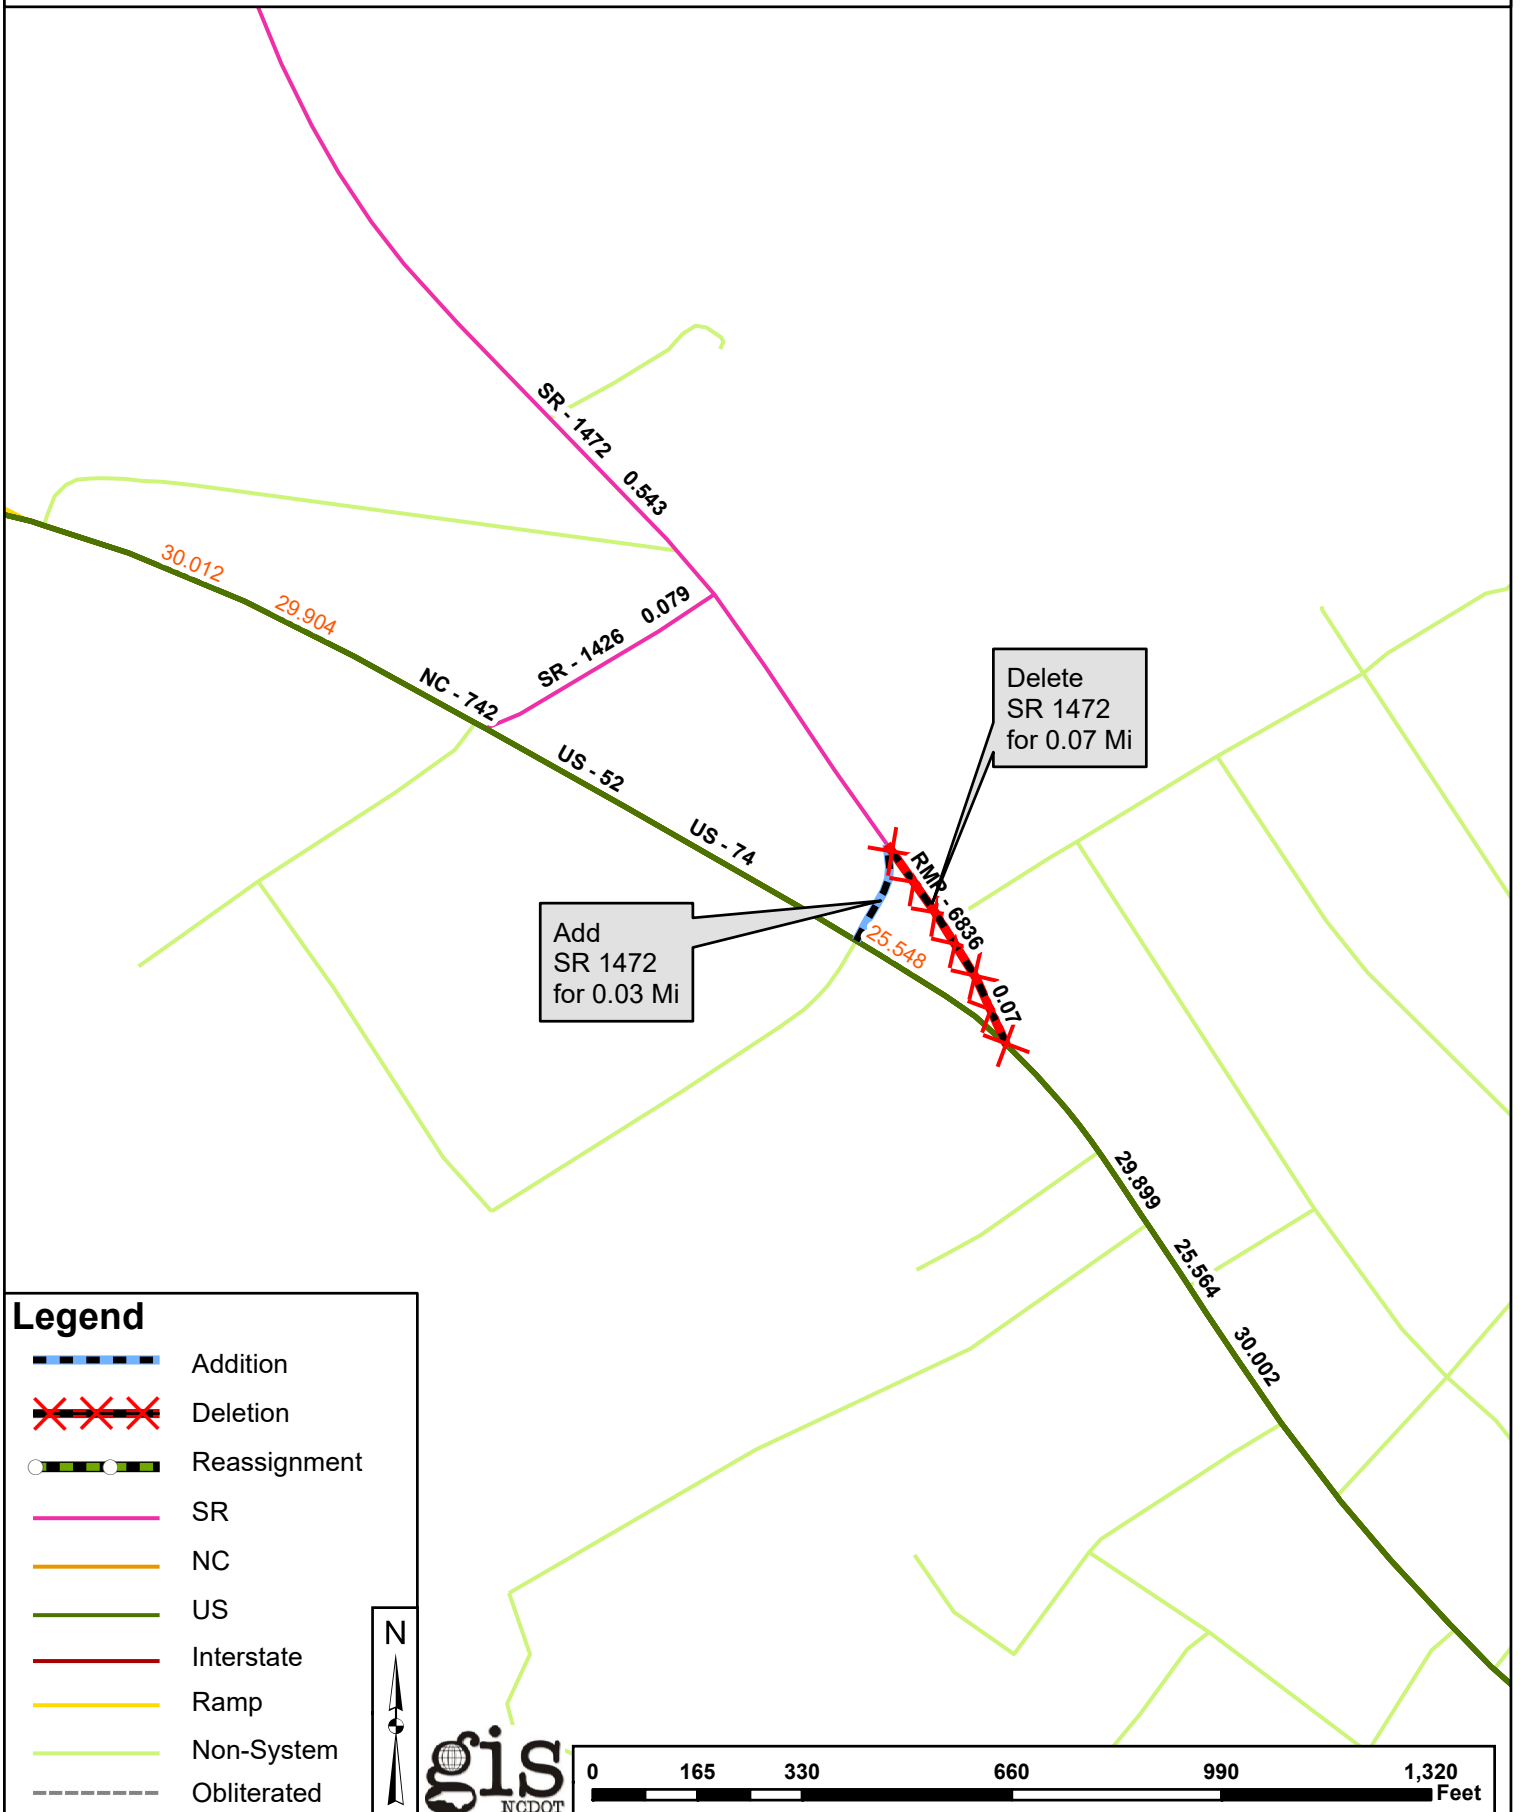 SR - 1472 0.543
30.012
29.904
SR - 1426 0.079
NC - 742
US - 52
US - 74
Delete
SR 1472
for 0.07 Mi
RMP - 6836 0.07
Add
SR 1472
for 0.03 Mi
25.548
29.899
25.564
30.002
Legend
Addition
Deletion
Reassignment
SR
NC
US
Interstate
Ramp
Non-System
Obliterated
N
gis
NCDOT
0 165 330 660 990 1,320
Feet